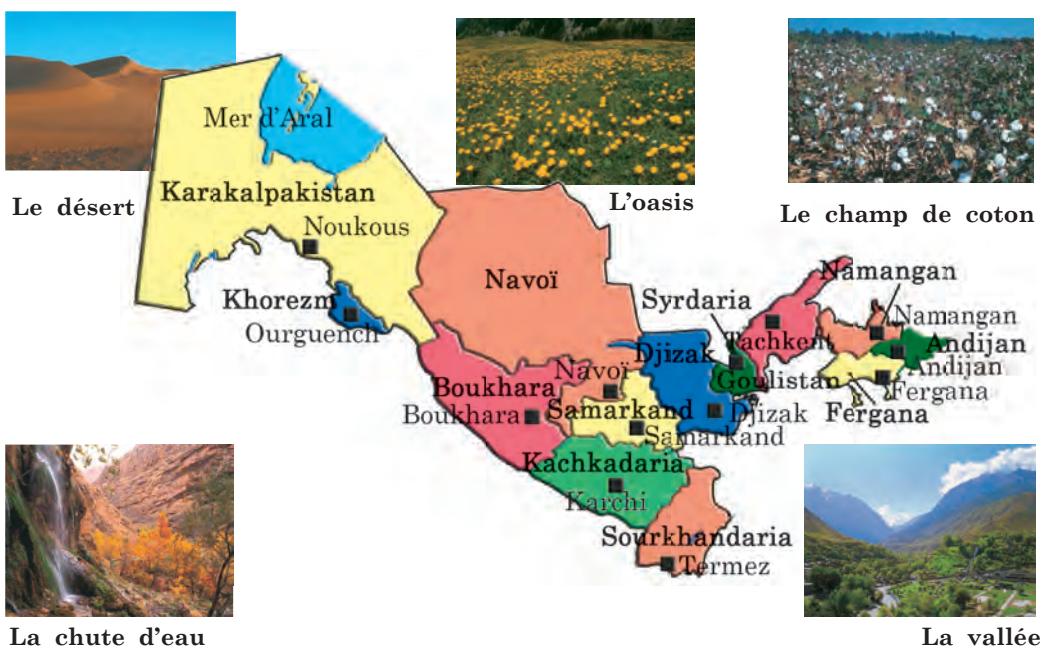 Le désert
L'oasis
Le champ de coton
Mer d'Aral
Karakalpakistan
Noukous
Khorezm
Ourguench
Navoï
Syrdaria
Namangan
Namangan
Tachkent
Djizak
Andijan
Andijan
Goulistan
Fergana
Fergana
Navoï
Boukhara
Boukhara
Samarkand
Samarkand
Djizak
Kachkadaria
Karchi
Sourkhandaria
Termez
La chute d'eau
La vallée